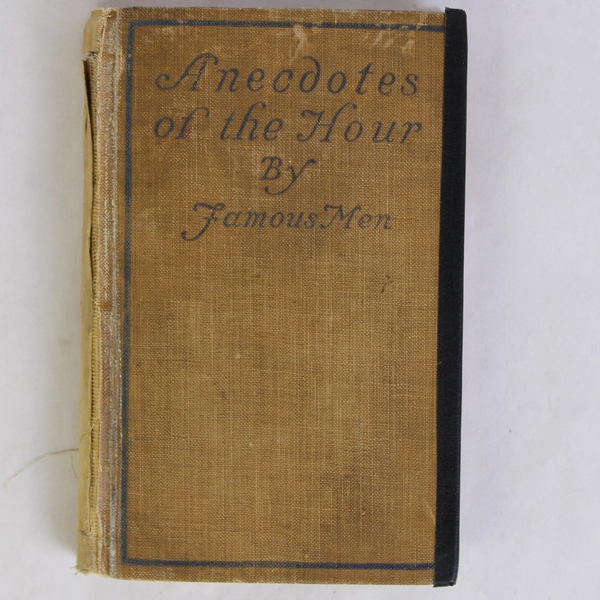 Anecdotes
of the Hour
By
Famous Men